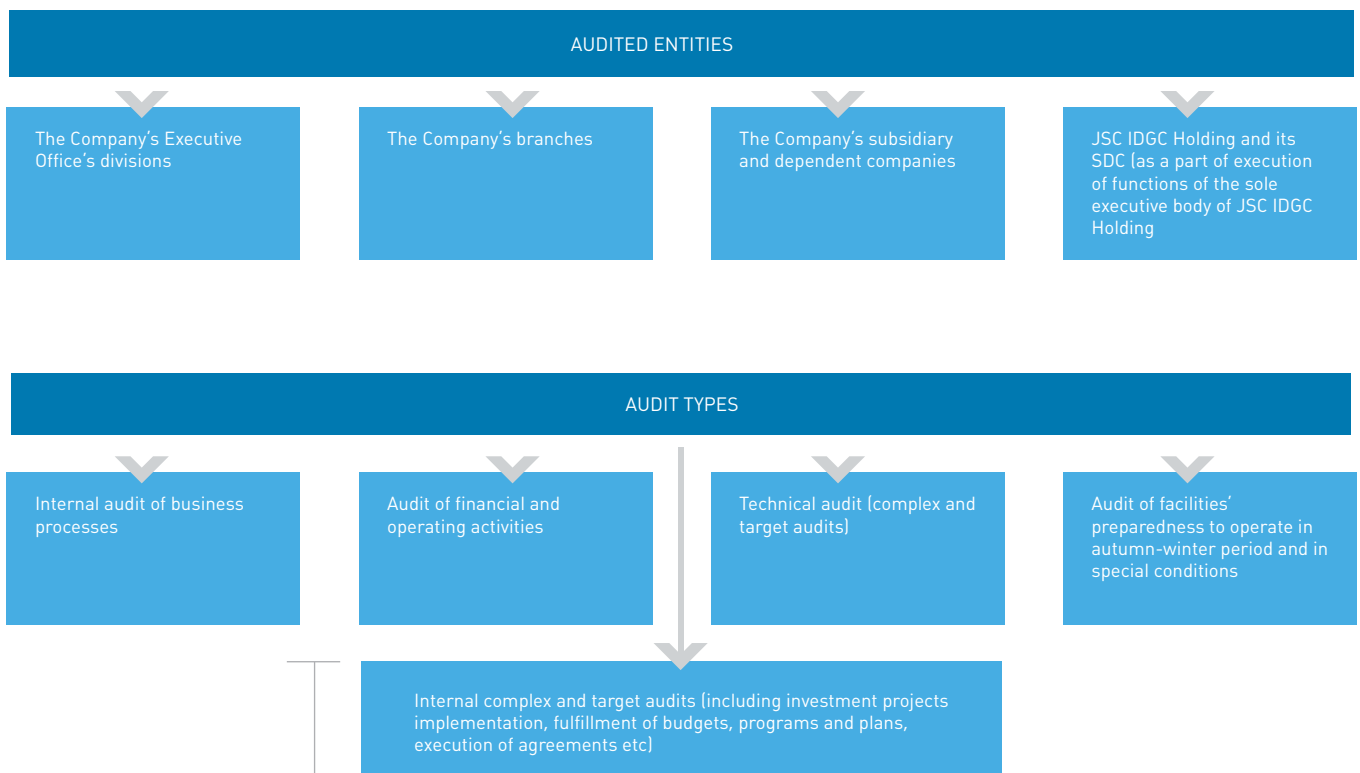 AUDITED ENTITIES
The Company's Executive
Office's divisions
The Company's branches
The Company's subsidiary
and dependent companies
JSC IDGC Holding and its
SDC (as a part of execution
of functions of the sole
executive body of JSC IDGC
Holding
AUDIT TYPES
Internal audit of business
processes
Audit of financial and
operating activities
Technical audit (complex and
target audits)
Audit of facilities'
preparedness to operate in
autumn-winter period and in
special conditions
Internal complex and target audits (including investment projects
implementation, fulfillment of budgets, programs and plans,
execution of agreements etc)